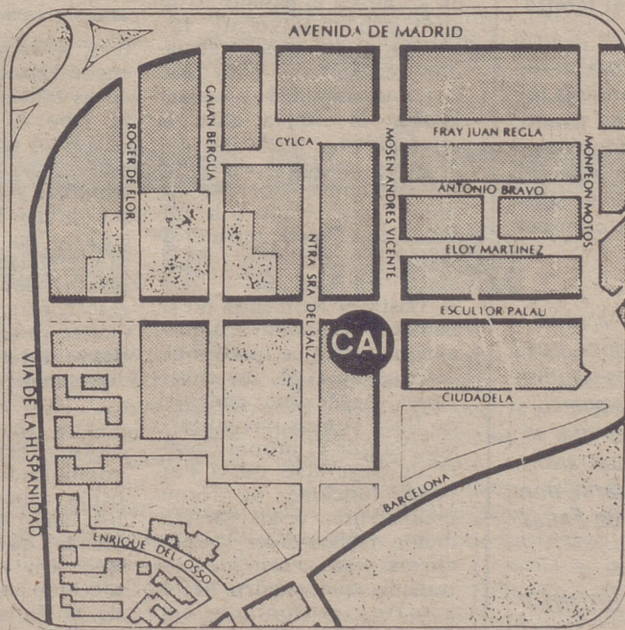 AVENIDA DE MADRID
ROGER DE FLOR
GALAN BERGUA
CYLCA
MOSEN ANDRES VICENTE
FRAY JUAN REGLA
MONPEON MOTOS
ANTONIO BRAVO
ELOY MARTINEZ
NTRA SRA DEL SALZ
ESCULTOR PALAU
CAI
VIA DE LA HISPANIDAD
CIUDADELA
BARCELONA
ENRIQUE DEL OSSO